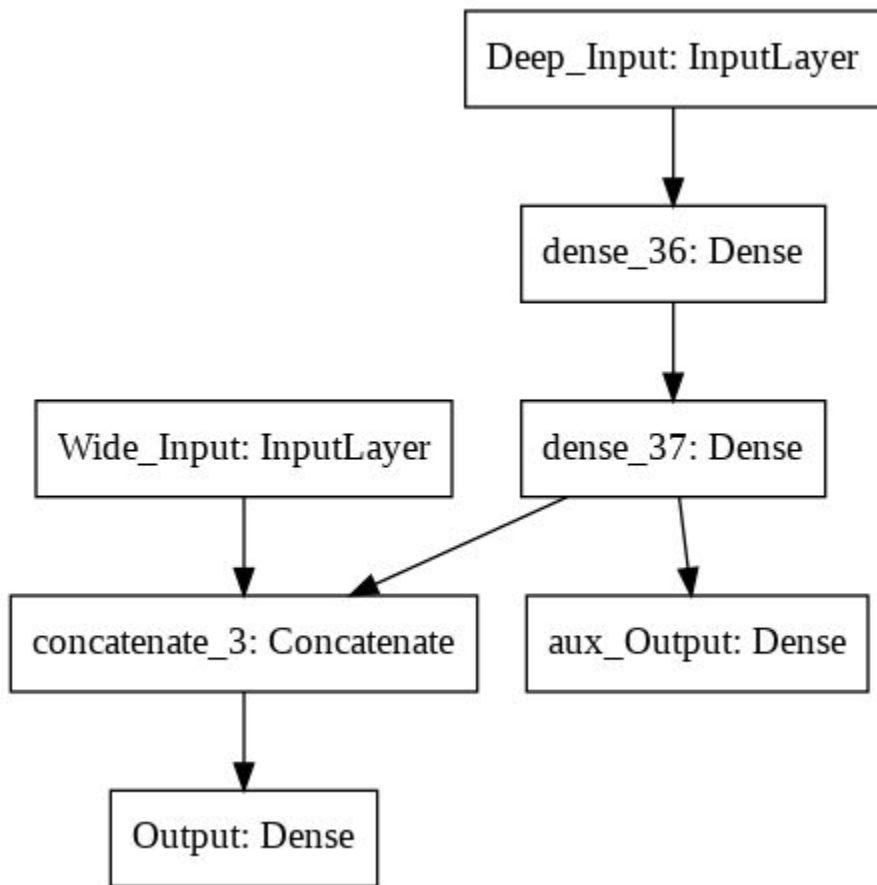 Deep_Input: InputLayer
dense_36: Dense
Wide_Input: InputLayer
dense_37: Dense
concatenate_3: Concatenate
aux_Output: Dense
Output: Dense